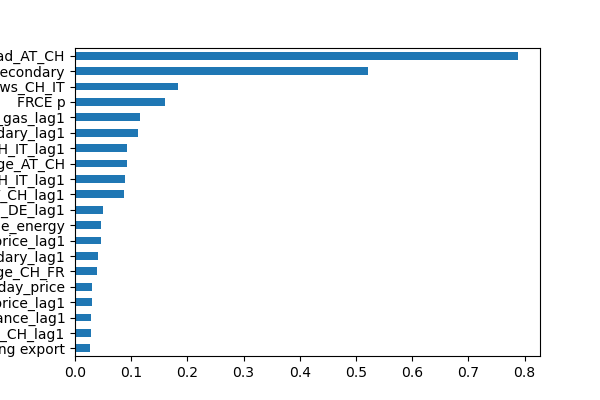 ad_AT_CH
econdary
ws_CH_IT
FRCE p
_gas_lag1
dary_lag1
H_IT_lag1
ge_AT_CH
H_IT_lag1
_CH_lag1
_DE_lag1
e_energy
price_lag1
dary_lag1
ge_CH_FR
day_price
price_lag1
ance_lag1
_CH_lag1
ng export
0.0 0.1 0.2 0.3 0.4 0.5 0.6 0.7 0.8